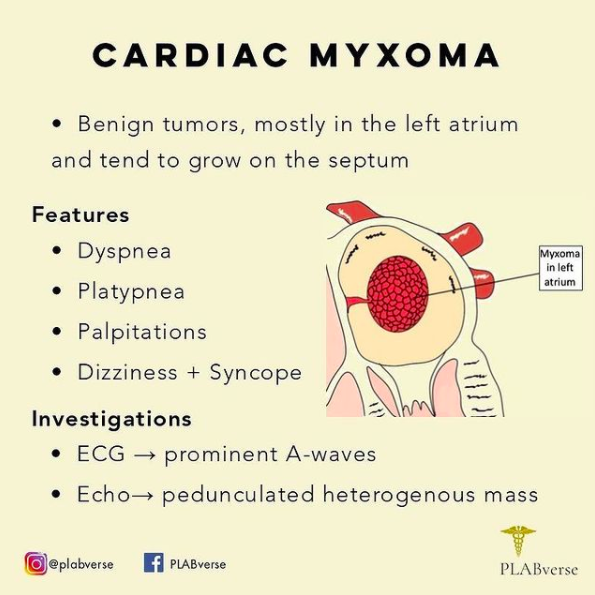 CARDIAC MYXOMA
• Benign tumors, mostly in the left atrium
and tend to grow on the septum
Features
• Dyspnea
• Platypnea
• Palpitations
• Dizziness + Syncope
Myxoma
in left
atrium
Investigations
• ECG → prominent A-waves
• Echo→ pedunculated heterogenous mass
@plabverse
PLABverse
PLABverse